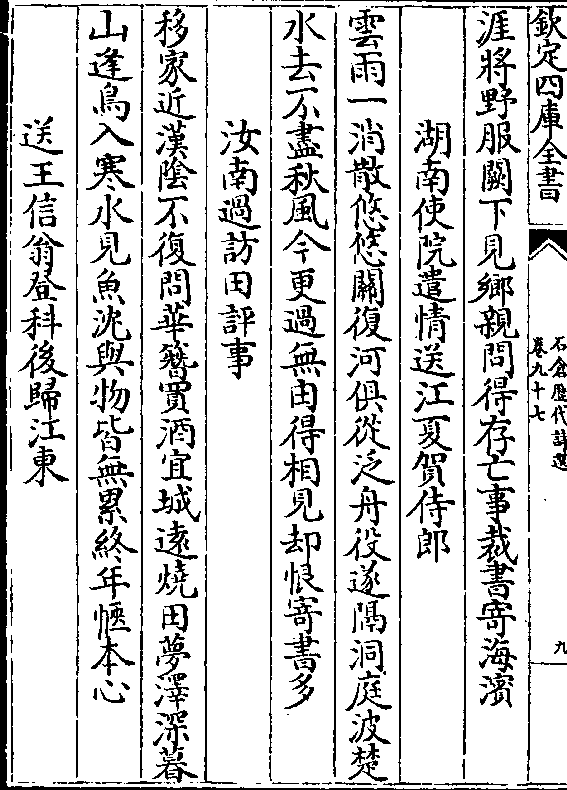 欽定四庫全書
石倉歷代詩選
卷九十七
九
涯將野服闕下見鄉親問得存亡事裁書寄海濱
湖南使院遣情送江夏賀侍郎
雲雨一消散悠悠關復河俱從泛舟役遂隔洞庭波楚
水去不盡秋風今更過無由得相見却恨寄書多
汝南過訪田評事
移家近漢陰不復問華簪買酒宜城遠燒田夢澤深暮
山逢鳥入寒水見魚沈與物皆無累終年愜本心
送王信翁登科後歸江東